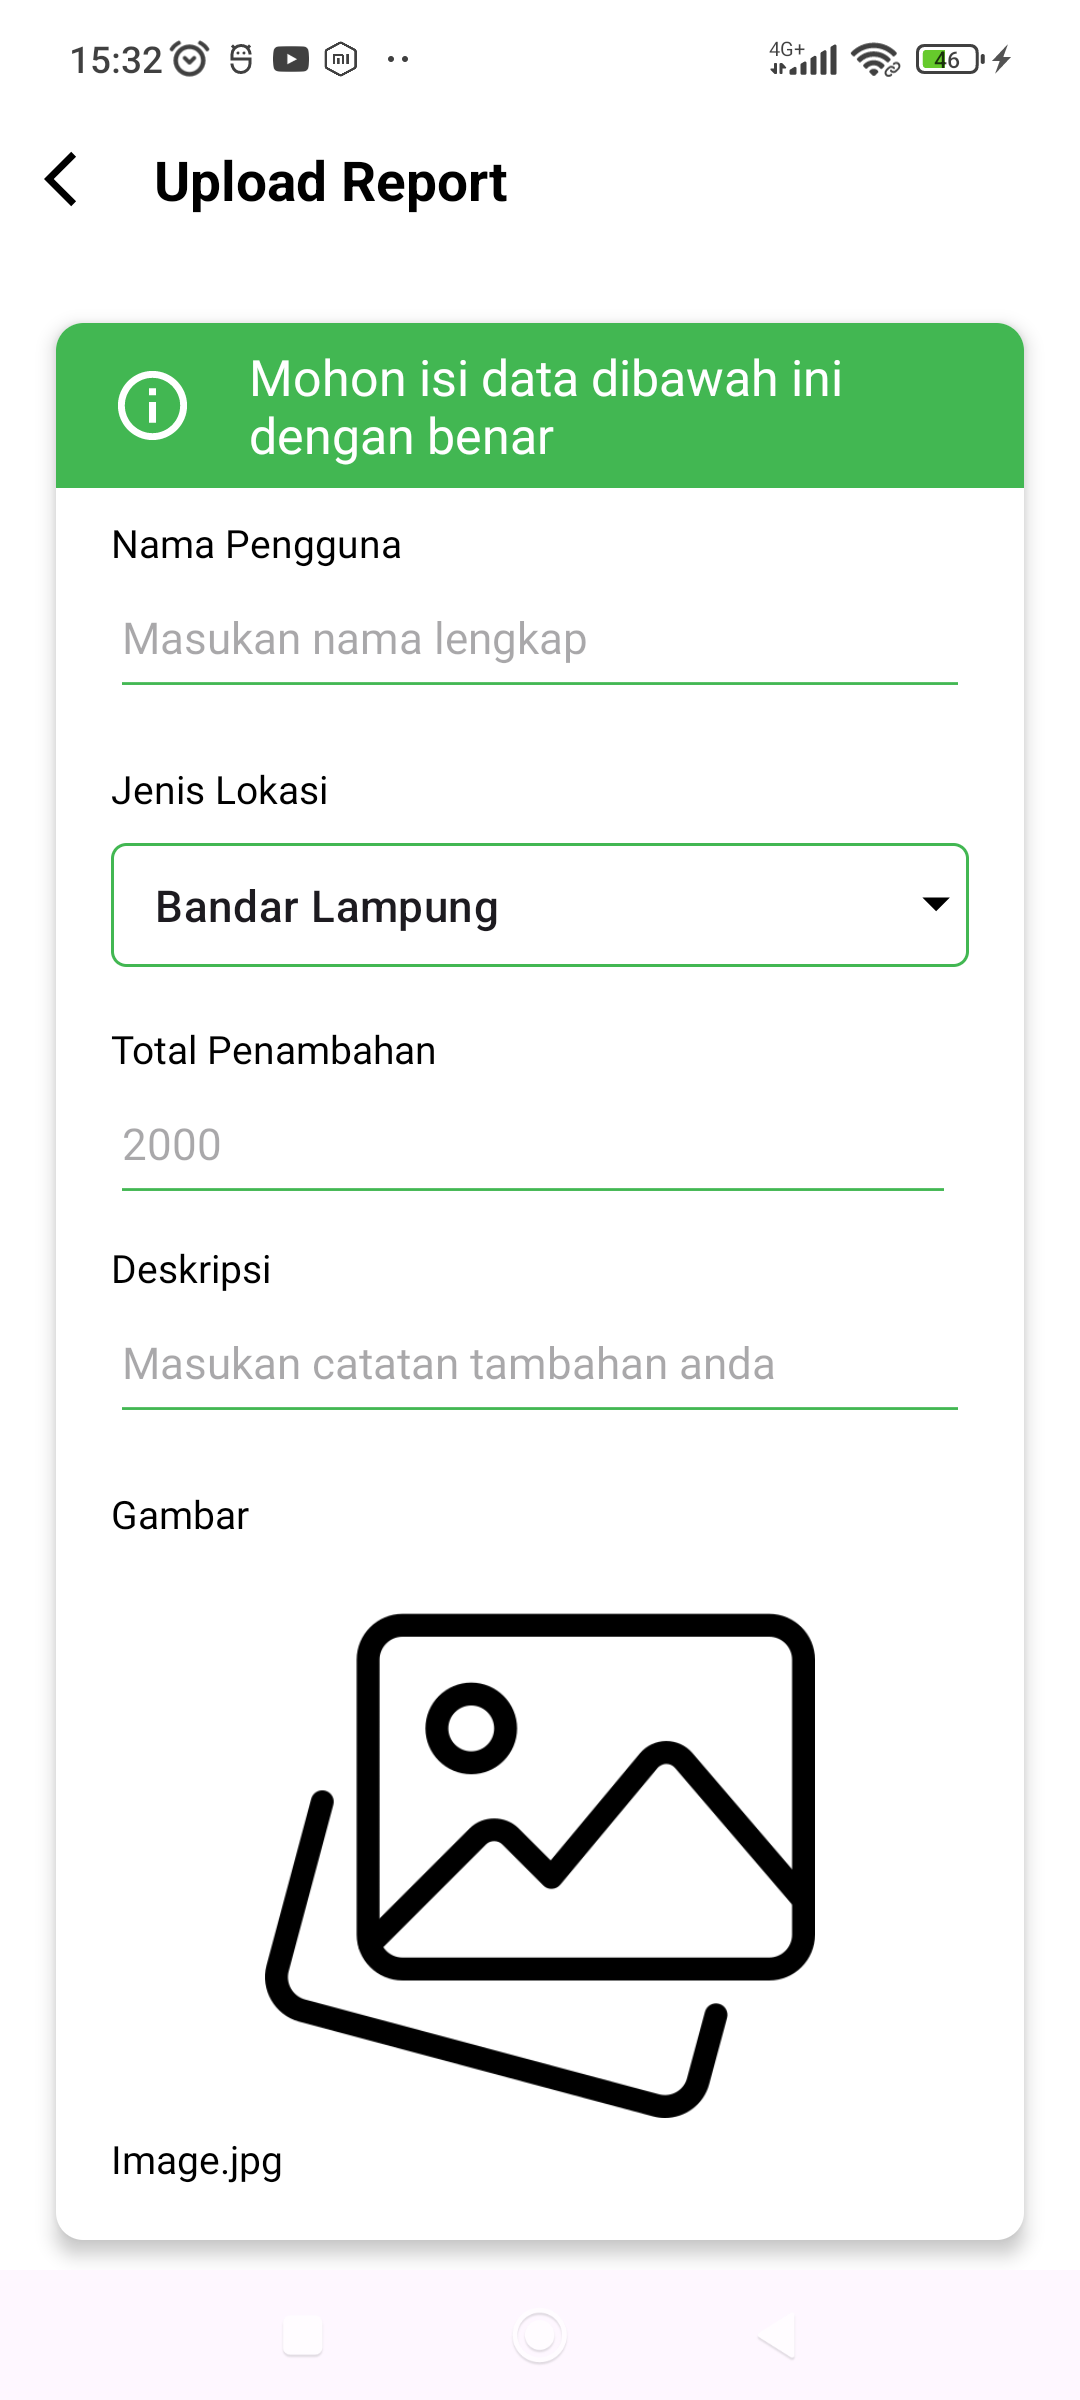 15:32
4G+
46
Upload Report
Mohon isi data dibawah ini
dengan benar
Nama Pengguna
Masukan nama lengkap
Jenis Lokasi
Bandar Lampung
Total Penambahan
2000
Deskripsi
Masukan catatan tambahan anda
Gambar
Image.jpg